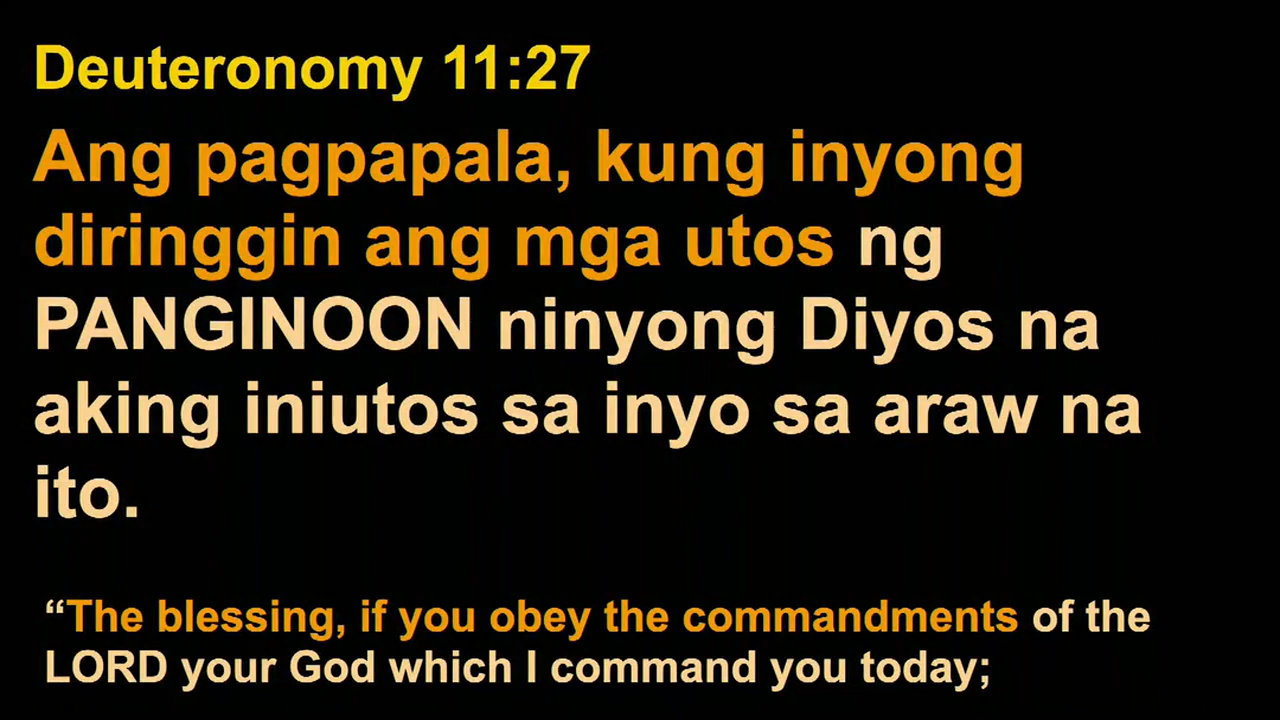 Deuteronomy 11:27
Ang pagpapala, kung inyong
diringgin ang mga utos ng
PANGINOON ninyong Diyos na
aking iniutos sa inyo sa araw na
ito.
“The blessing, if you obey the commandments of the
LORD your God which I command you today;